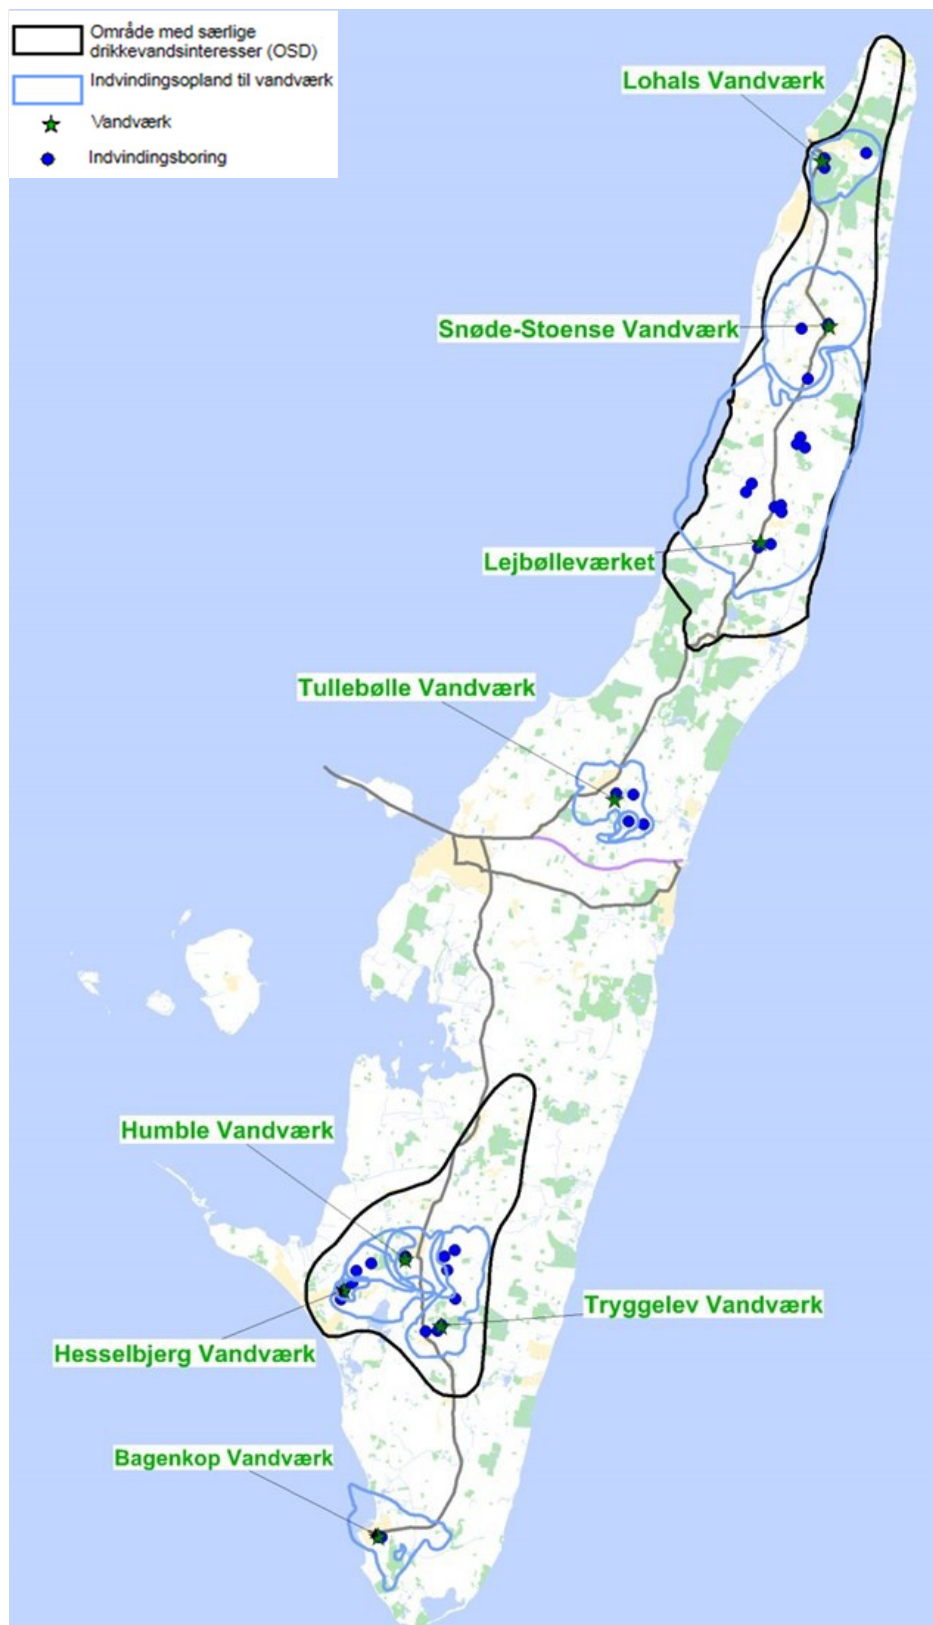 Område med særlige
drikkevandsinteresser (OSD)
Indvindingsopland til vandværk
Vandværk
Indvindingsboring
Lohals Vandværk
Snøde-Stoense Vandværk
Lejbølleværket
Tullebølle Vandværk
Humble Vandværk
Tryggelev Vandværk
Hesselbjerg Vandværk
Bagenkop Vandværk